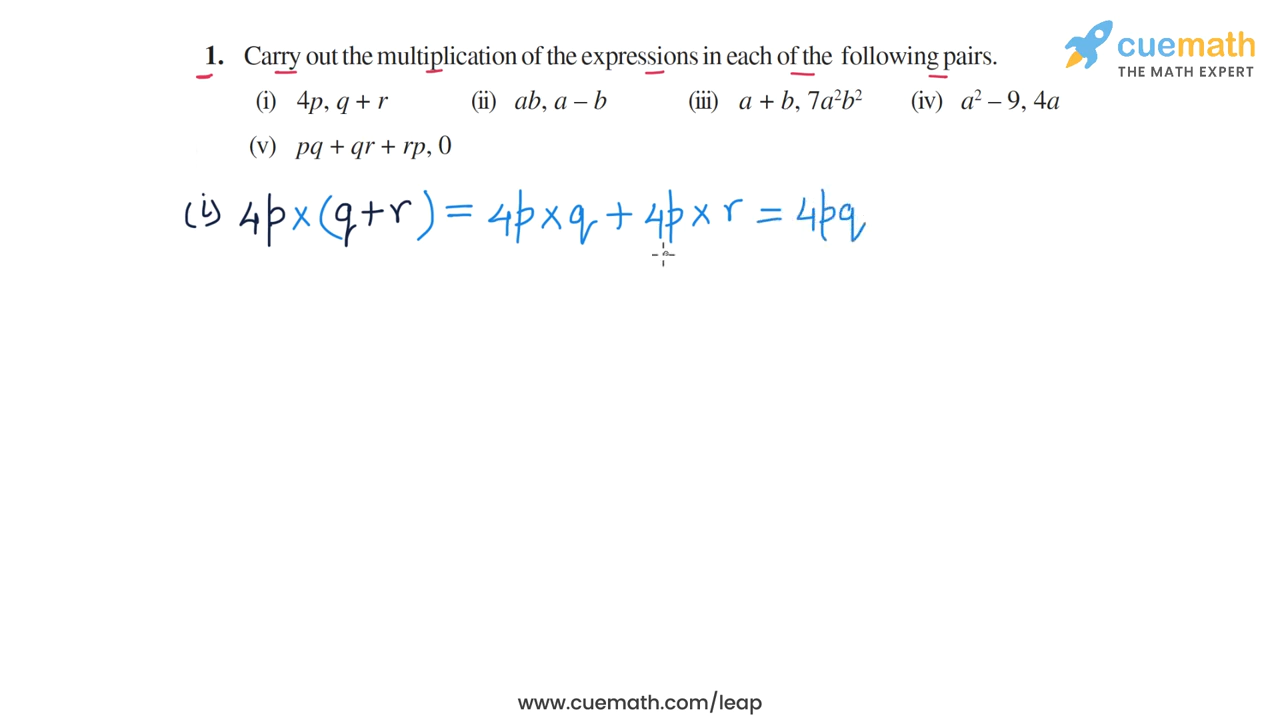 cuemath
THE MATH EXPERT
1. Carry out the multiplication of the expressions in each of the following pairs.
(i) 4p, q + r (ii) ab, a – b (iii) a + b, 7a²b² (iv) a² – 9, 4a
(v) pq + qr + rp, 0
(i) 4p × (q + r) = 4p × q + 4p × r = 4pq
www.cuemath.com/leap